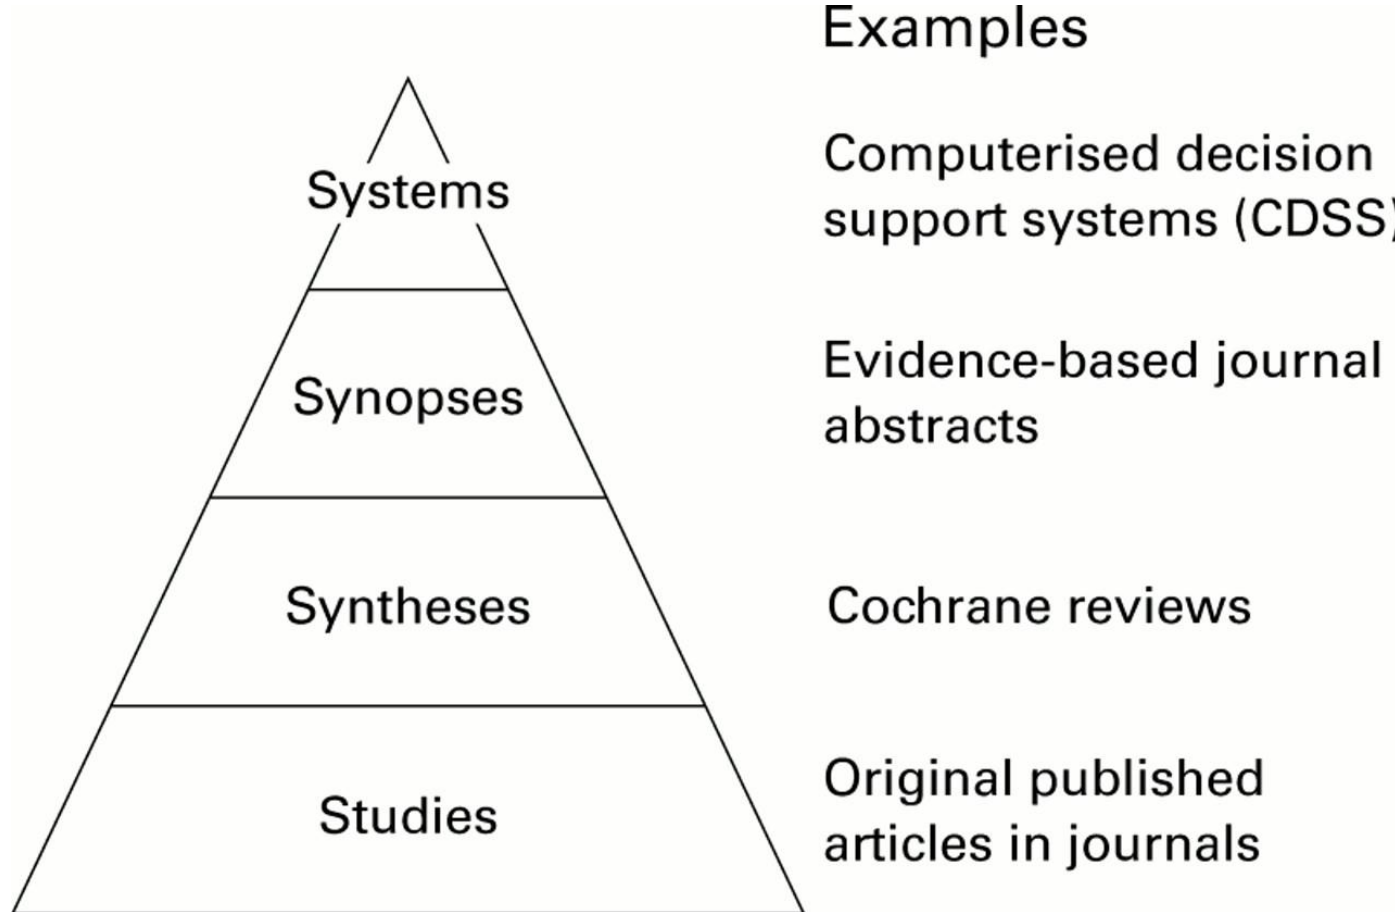 Examples
Systems
Computerised decision
support systems (CDSS)
Synopses
Evidence-based journal
abstracts
Syntheses
Cochrane reviews
Studies
Original published
articles in journals